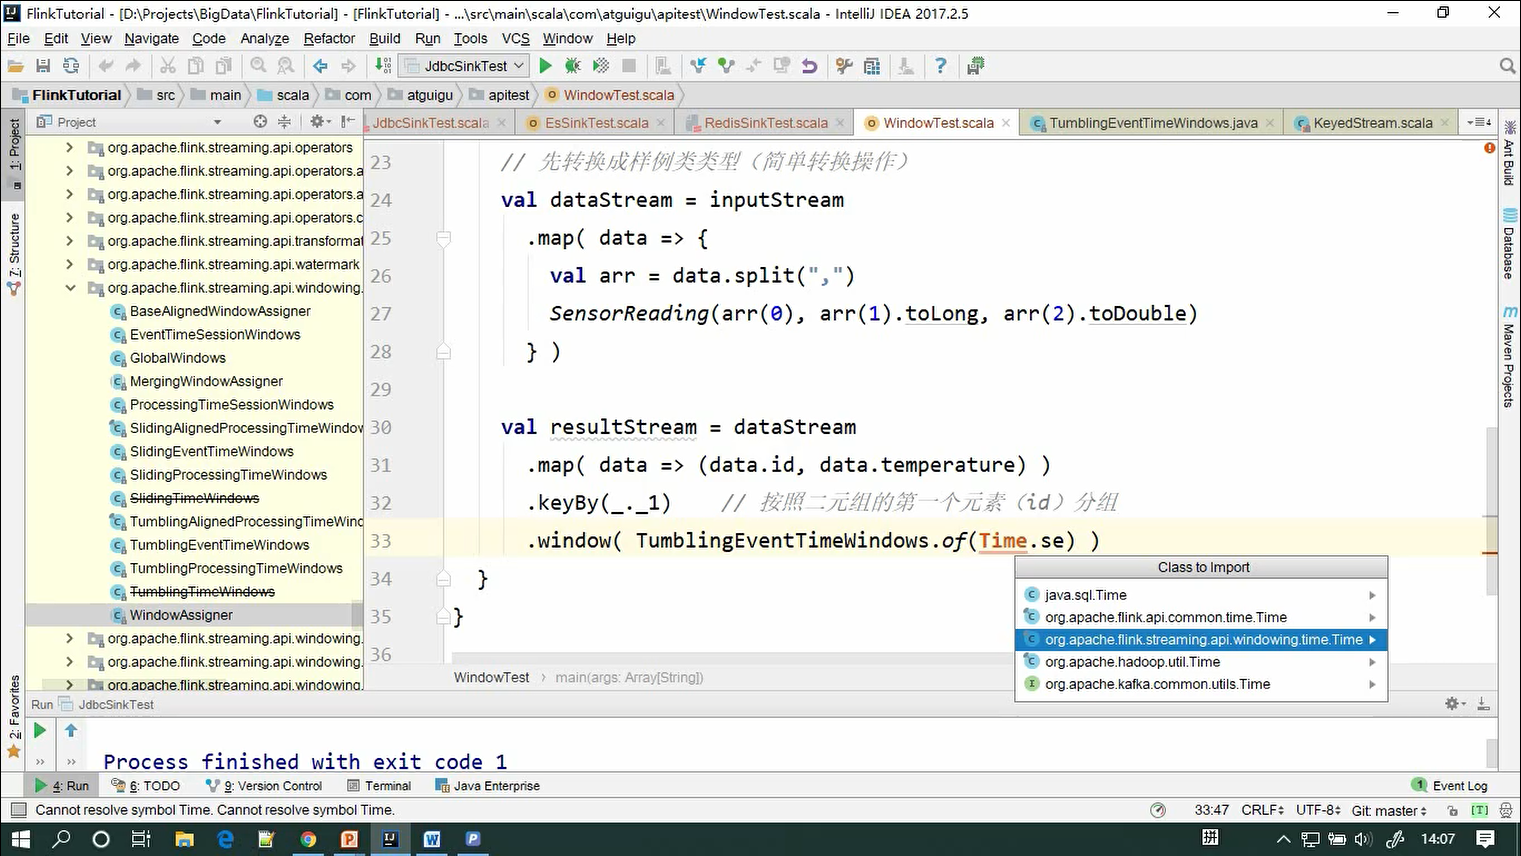 FlinkTutorial - [D:\Projects\BigData\FlinkTutorial] - [FlinkTutorial] - ...\src\main\scala\com\atguigu\apitest\WindowTest.scala - IntelliJ IDEA 2017.2.5
File Edit View Navigate Code Analyze Refactor Build Run Tools VCS Window Help
JdbcSinkTest
FlinkTutorial src main scala com atguigu apitest WindowTest.scala
Project
JdbcSinkTest.scala EsSinkTest.scala RedisSinkTest.scala WindowTest.scala TumblingEventTimeWindows.java KeyedStream.scala
1: Project
7: Structure
2: Favorites
Ant Build
Database
Maven Projects
org.apache.flink.streaming.api.operators
org.apache.flink.streaming.api.operators.a
org.apache.flink.streaming.api.operators.a
org.apache.flink.streaming.api.operators.c
org.apache.flink.streaming.api.transformat
org.apache.flink.streaming.api.watermark
org.apache.flink.streaming.api.windowing.
BaseAlignedWindowAssigner
EventTimeSessionWindows
GlobalWindows
MergingWindowAssigner
ProcessingTimeSessionWindows
SlidingAlignedProcessingTimeWindow
SlidingEventTimeWindows
SlidingProcessingTimeWindows
SlidingTimeWindows
TumblingAlignedProcessingTimeWind
TumblingEventTimeWindows
TumblingProcessingTimeWindows
TumblingTimeWindows
WindowAssigner
org.apache.flink.streaming.api.windowing.
org.apache.flink.streaming.api.windowing.
org.apache.flink.streaming.api.windowing.
23 // 先转换成样例类类型（简单转换操作）
24 val dataStream = inputStream
25 .map( data => {
26 val arr = data.split(",")
27 SensorReading(arr(0), arr(1).toLong, arr(2).toDouble)
28 } )
29
30 val resultStream = dataStream
31 .map( data => (data.id, data.temperature) )
32 .keyBy(_._1) // 按照二元组的第一个元素（id）分组
33 .window( TumblingEventTimeWindows.of(Time.se) )
34 }
35 }
36
Class to Import
java.sql.Time
org.apache.flink.api.common.time.Time
org.apache.flink.streaming.api.windowing.time.Time
org.apache.hadoop.util.Time
org.apache.kafka.common.utils.Time
WindowTest main(args: Array[String])
Run JdbcSinkTest
Process finished with exit code 1
4: Run 6: TODO 9: Version Control Terminal Java Enterprise 1 Event Log
Cannot resolve symbol Time. Cannot resolve symbol Time. 33:47 CRLF UTF-8 Git: master [T]
拼 14:07